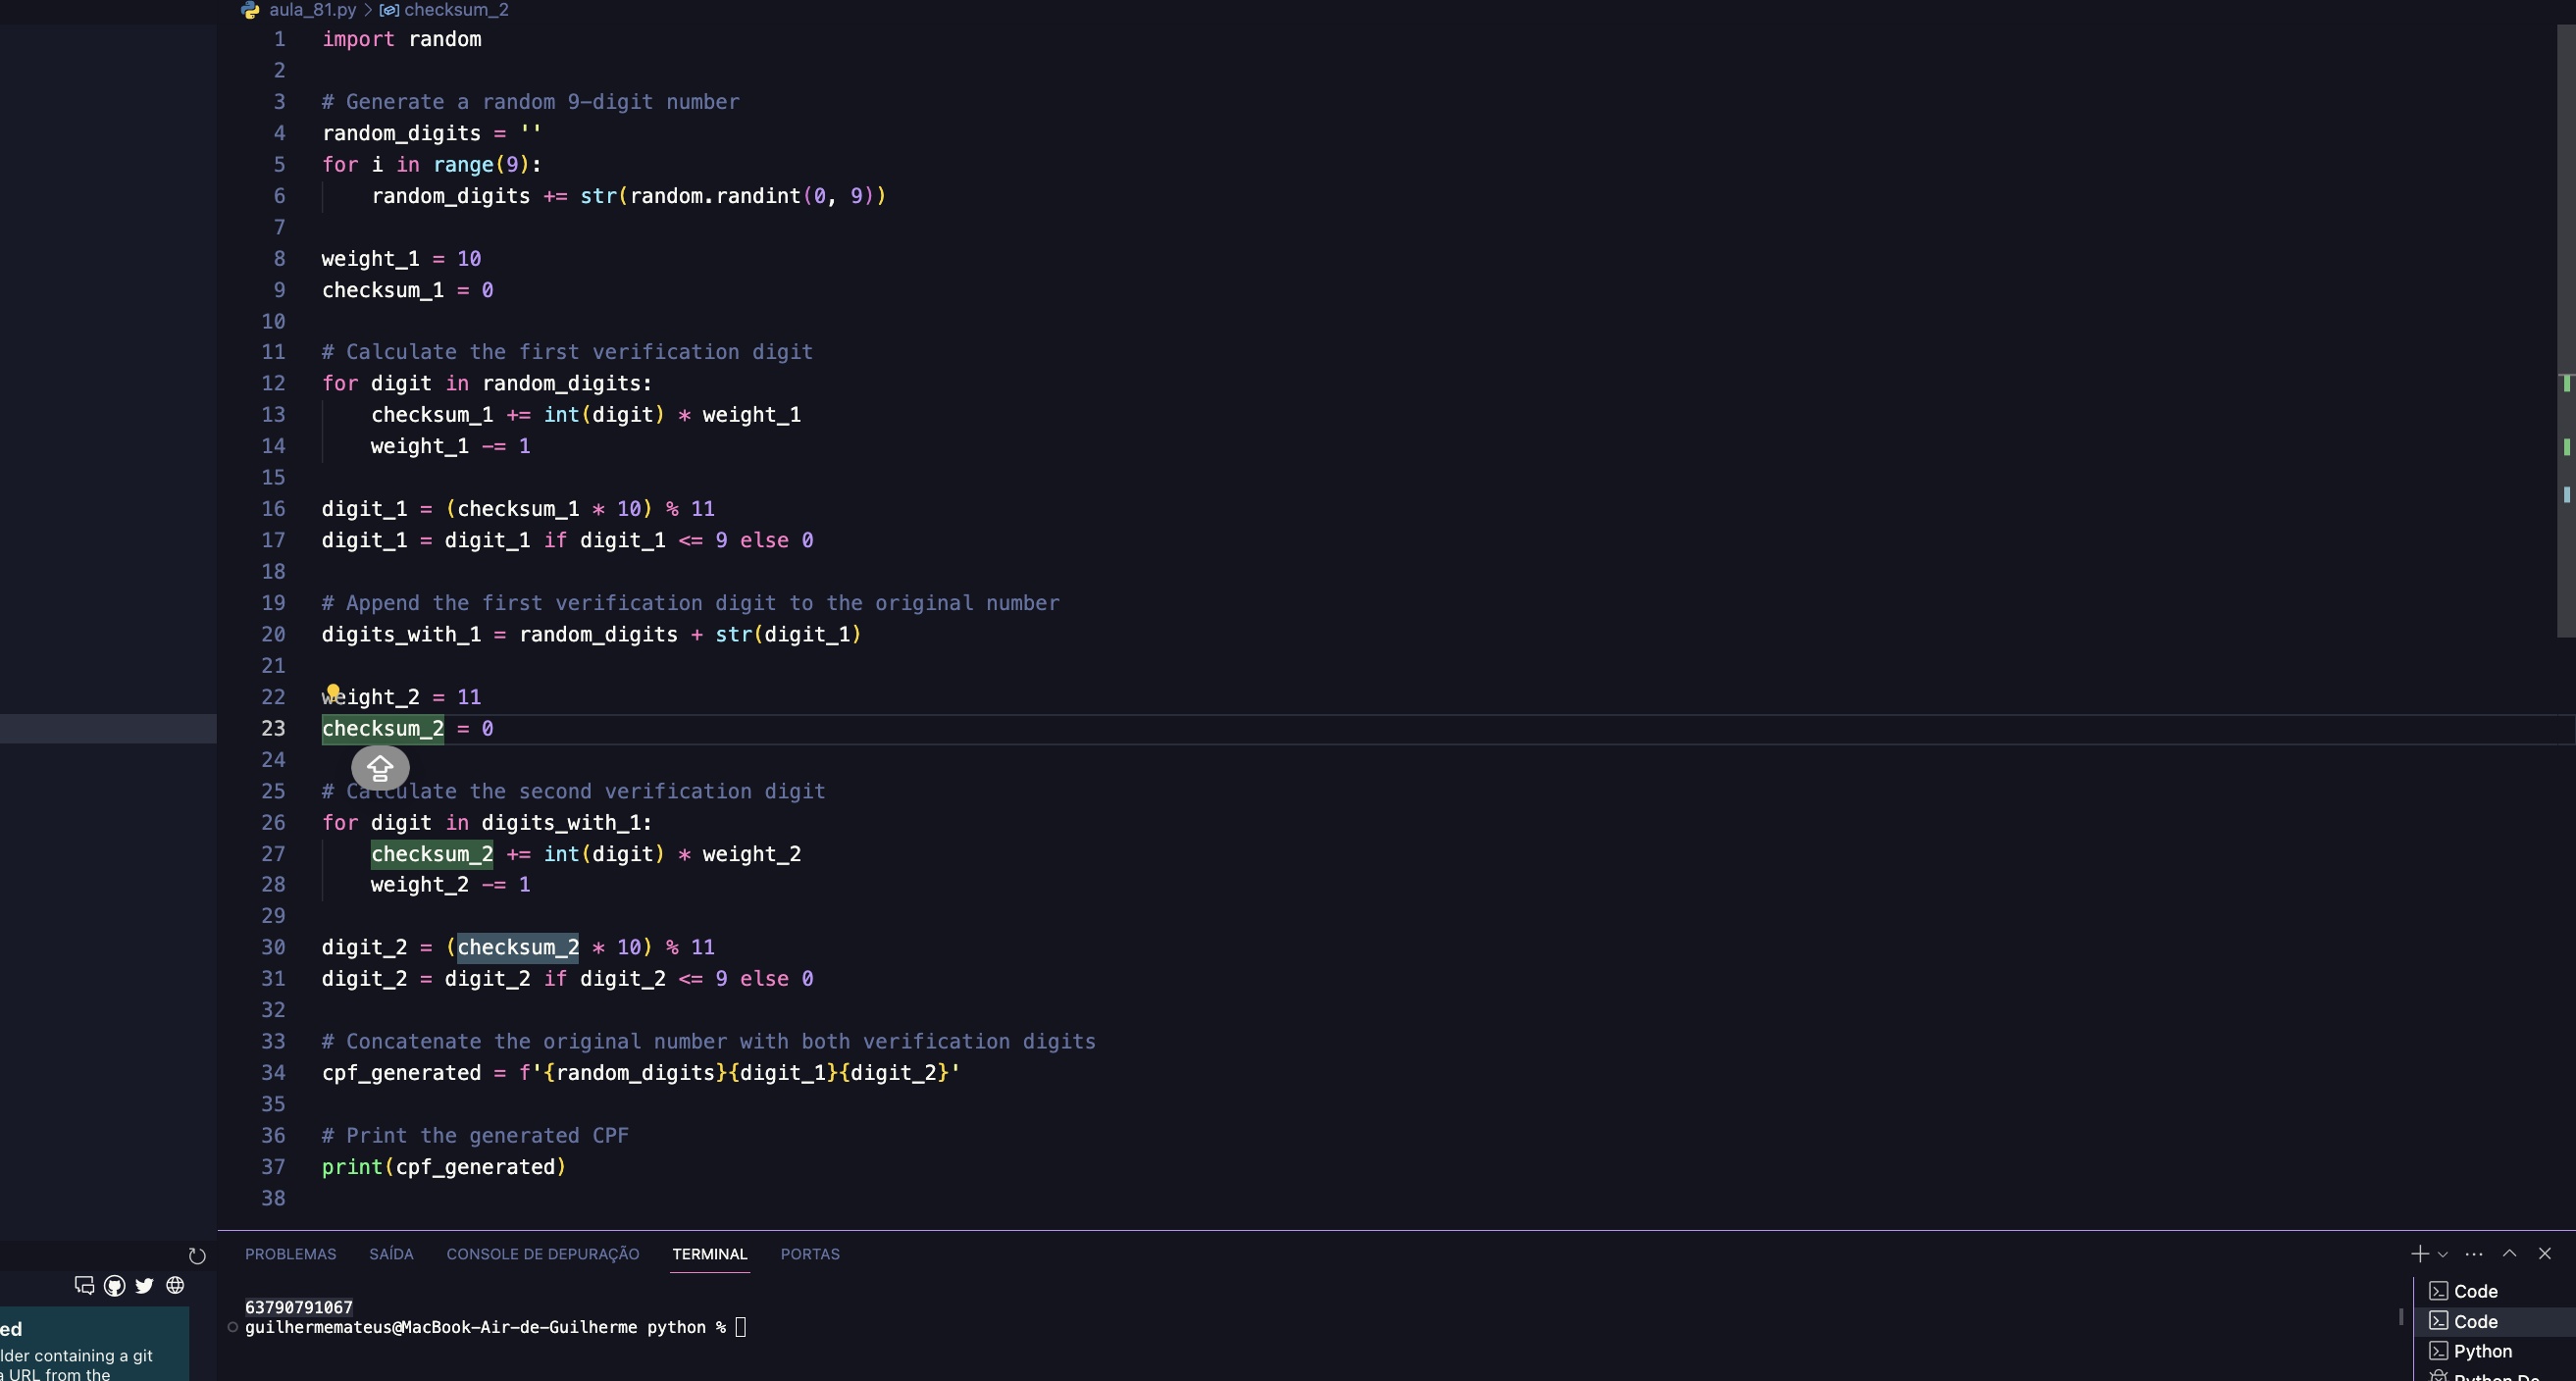 aula_81.py > checksum_2
1 import random
2
3 # Generate a random 9-digit number
4 random_digits = ''
5 for i in range(9):
6     random_digits += str(random.randint(0, 9))
7
8 weight_1 = 10
9 checksum_1 = 0
10
11 # Calculate the first verification digit
12 for digit in random_digits:
13     checksum_1 += int(digit) * weight_1
14     weight_1 -= 1
15
16 digit_1 = (checksum_1 * 10) % 11
17 digit_1 = digit_1 if digit_1 <= 9 else 0
18
19 # Append the first verification digit to the original number
20 digits_with_1 = random_digits + str(digit_1)
21
22 weight_2 = 11
23 checksum_2 = 0
24
25 # Calculate the second verification digit
26 for digit in digits_with_1:
27     checksum_2 += int(digit) * weight_2
28     weight_2 -= 1
29
30 digit_2 = (checksum_2 * 10) % 11
31 digit_2 = digit_2 if digit_2 <= 9 else 0
32
33 # Concatenate the original number with both verification digits
34 cpf_generated = f'{random_digits}{digit_1}{digit_2}'
35
36 # Print the generated CPF
37 print(cpf_generated)
38
PROBLEMAS SAÍDA CONSOLE DE DEPURAÇÃO TERMINAL PORTAS
63790791067
guilhermemateus@MacBook-Air-de-Guilherme python %
Code
Code
Python
ed
lder containing a git
a URL from the